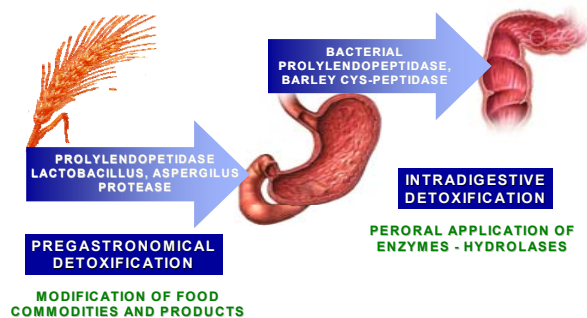 BACTERIAL
PROLYLENDOPEPTIDASE,
BARLEY CYS-PEPTIDASE
PROLYLENDOPETIDASE
LACTOBACILLUS, ASPERGILUS
PROTEASE
INTRADIGESTIVE
DETOXIFICATION
PERORAL APPLICATION OF
ENZYMES - HYDROLASES
PREGASTRONOMICAL
DETOXIFICATION
MODIFICATION OF FOOD
COMMODITIES AND PRODUCTS